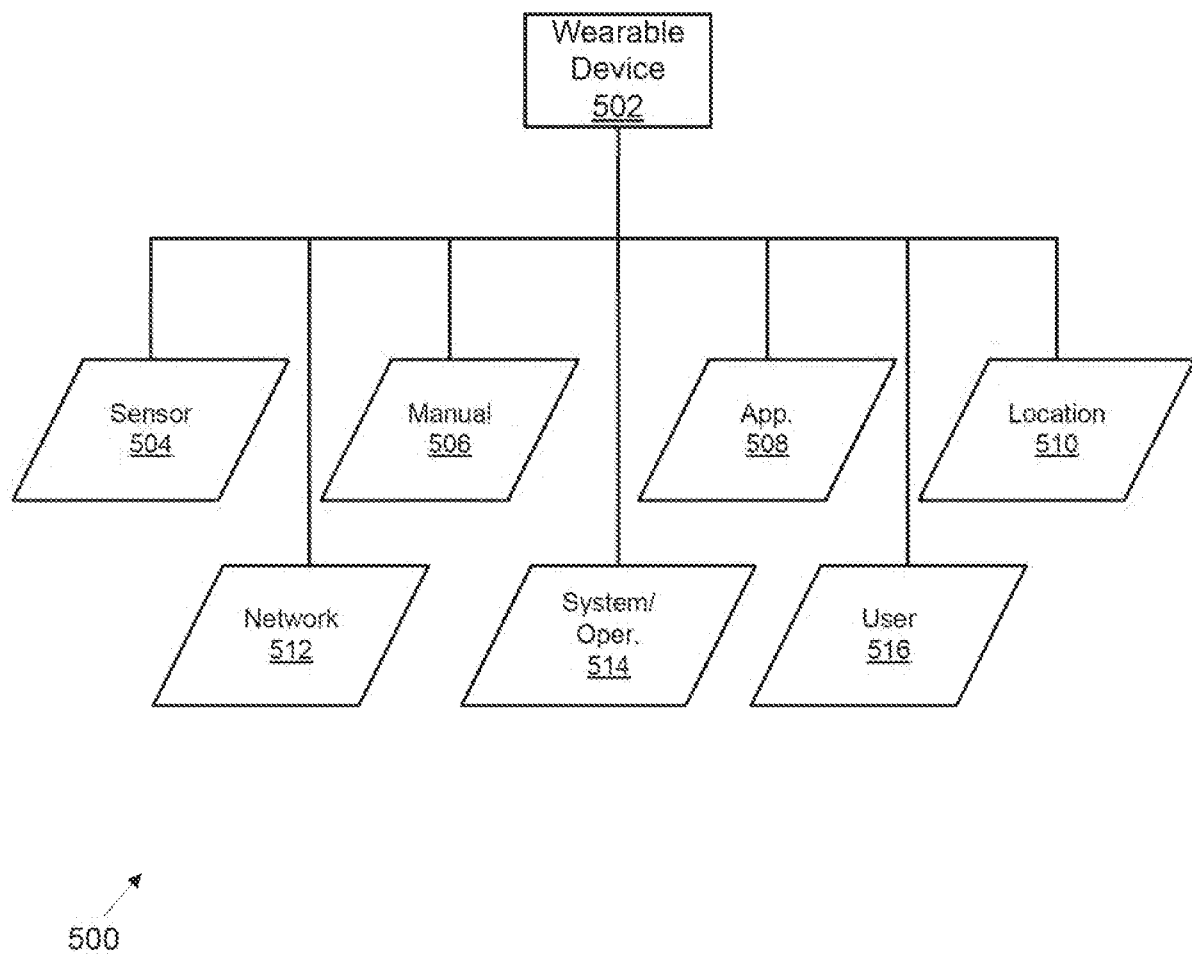 Wearable
Device
502
Sensor
504
Manual
506
App.
508
Location
510
Network
512
System/
Oper.
514
User
516
500